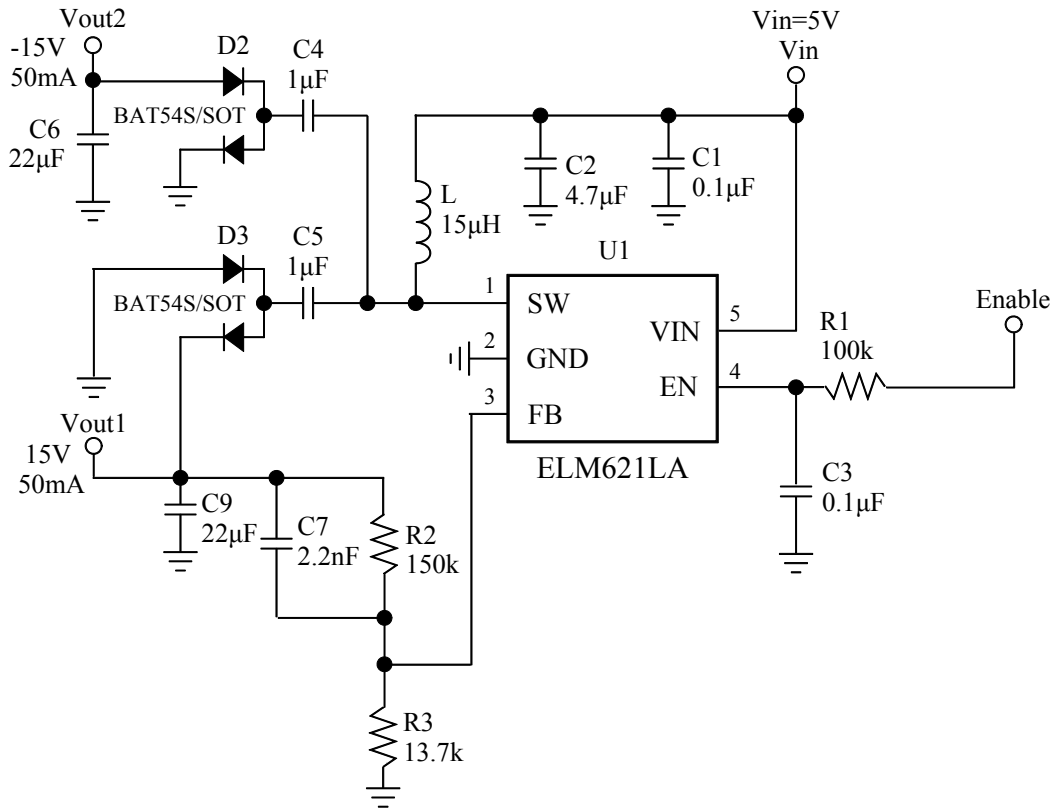 Vout2
-15V
50mA
D2
C4
1μF
BAT54S/SOT
C6
22μF
Vin=5V
Vin
C2
4.7μF
C1
0.1μF
L
15μH
D3
C5
1μF
BAT54S/SOT
U1
1
SW
2
GND
3
FB
VIN
5
EN
4
ELM621LA
R1
100k
Enable
C3
0.1μF
Vout1
15V
50mA
C9
22μF
C7
2.2nF
R2
150k
R3
13.7k